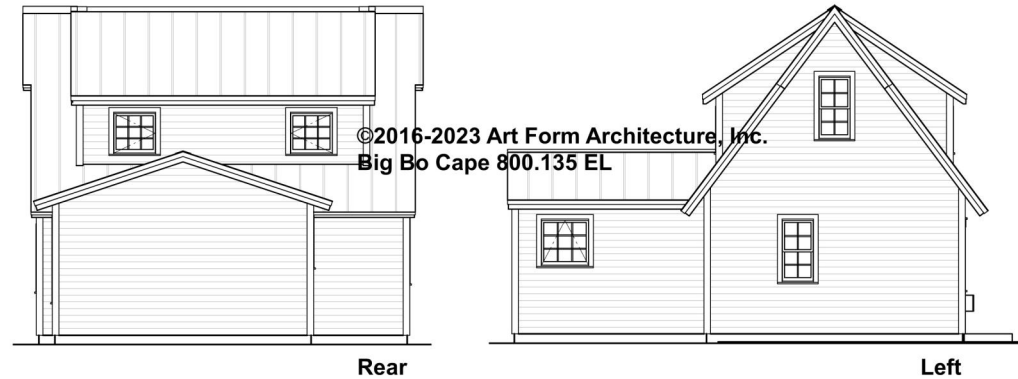 ©2016-2023 Art Form Architecture, Inc.
Big Bo Cape 800.135 EL
Rear
Left